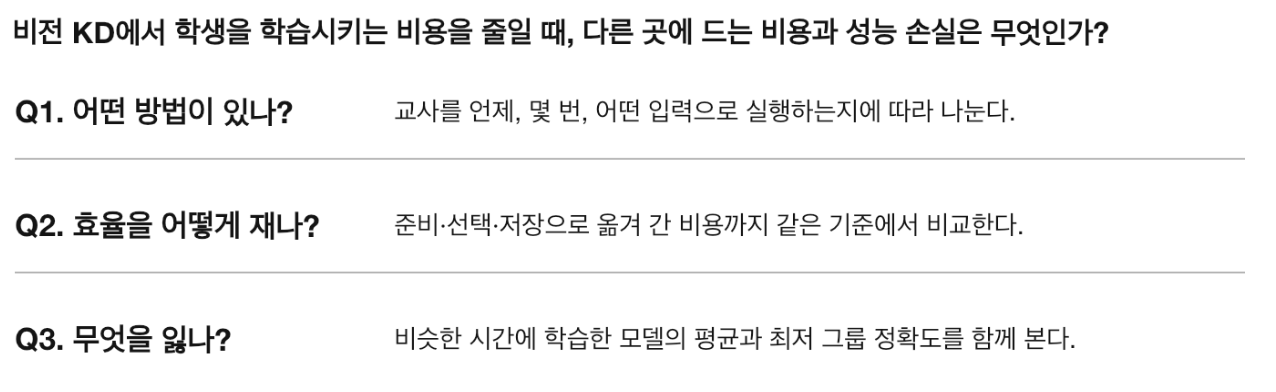 비전 KD에서 학생을 학습시키는 비용을 줄일 때, 다른 곳에 드는 비용과 성능 손실은 무엇인가?
Q1. 어떤 방법이 있나? 교사를 언제, 몇 번, 어떤 입력으로 실행하는지에 따라 나눈다.
Q2. 효율을 어떻게 재나? 준비·선택·저장으로 옮겨 간 비용까지 같은 기준에서 비교한다.
Q3. 무엇을 잃나? 비슷한 시간에 학습한 모델의 평균과 최저 그룹 정확도를 함께 본다.